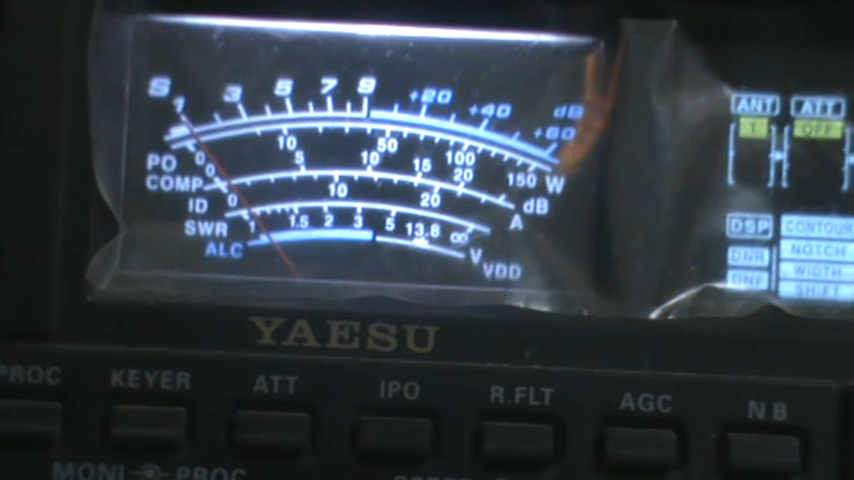 S 1 3 5 7 9 +20 +40 +60 dB
PO 0 10 50 100 150 W
COMP 0 5 10 15 20 dB
ID 0 10 20 A
SWR 1 1.5 2 3 5 ∞
ALC 13.8 V VDD
ANT ATT
1 OFF
DSP CONTOUR
DNR NOTCH
DNF WIDTH
SHIFT
YAESU
PROC KEYER ATT IPO R.FLT AGC NB
MONI PROC